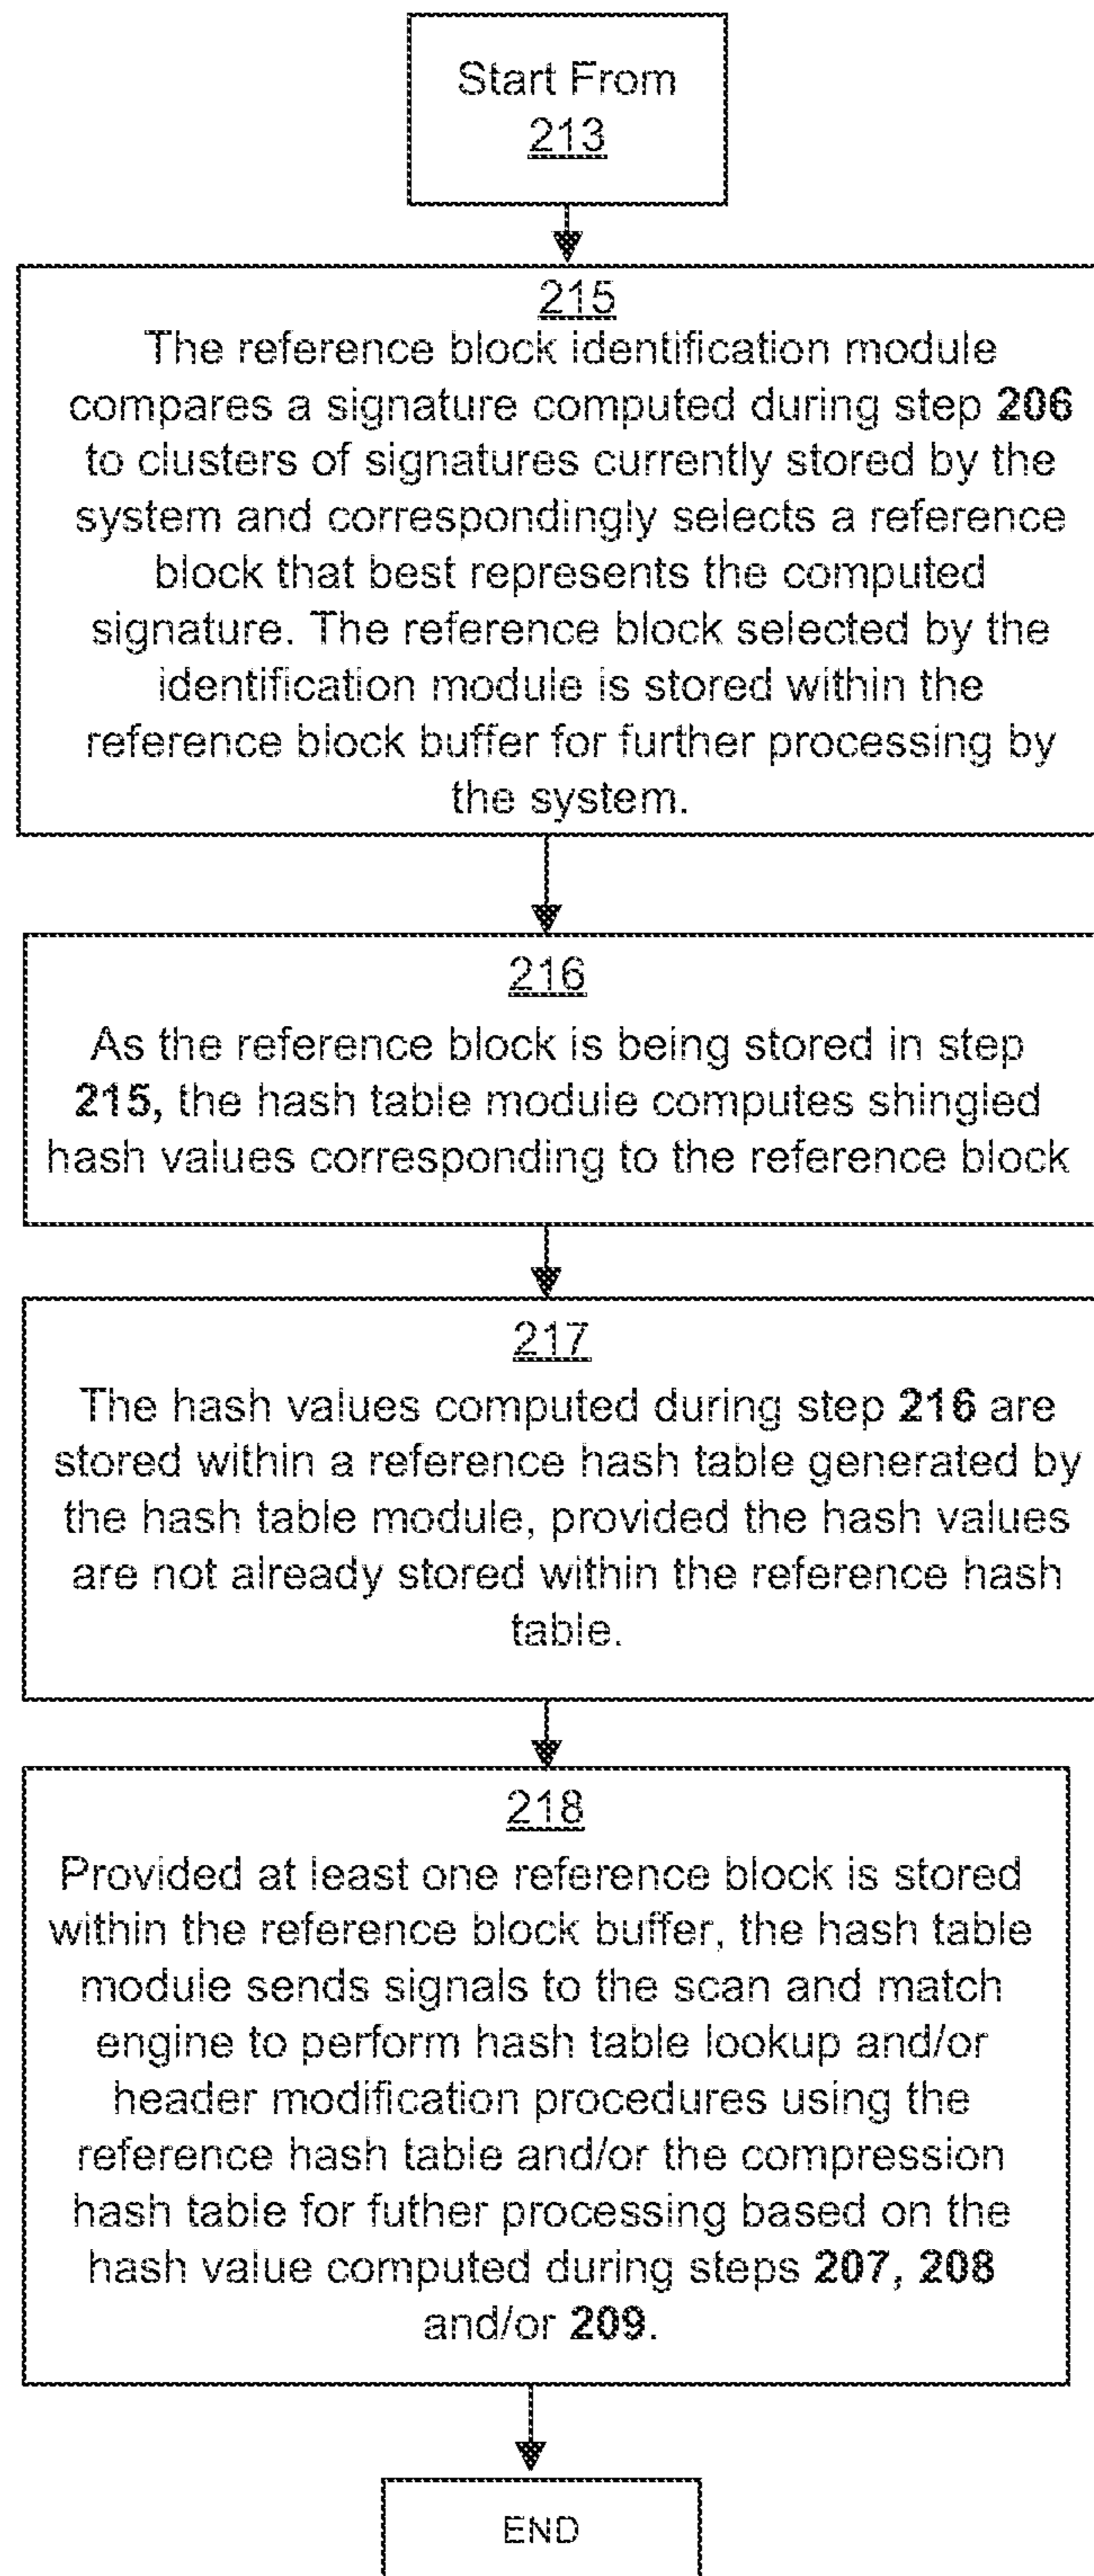 Start From
213
215
The reference block identification module
compares a signature computed during step 206
to clusters of signatures currently stored by the
system and correspondingly selects a reference
block that best represents the computed
signature. The reference block selected by the
identification module is stored within the
reference block buffer for further processing by
the system.
216
As the reference block is being stored in step
215, the hash table module computes shingled
hash values corresponding to the reference block
217
The hash values computed during step 216 are
stored within a reference hash table generated by
the hash table module, provided the hash values
are not already stored within the reference hash
table.
218
Provided at least one reference block is stored
within the reference block buffer, the hash table
module sends signals to the scan and match
engine to perform hash table lookup and/or
header modification procedures using the
reference hash table and/or the compression
hash table for futher processing based on the
hash value computed during steps 207, 208
and/or 209.
END